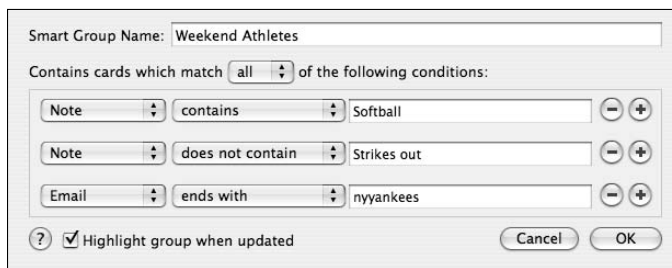 Smart Group Name: Weekend Athletes
Contains cards which match all of the following conditions:
Note contains Softball
Note does not contain Strikes out
Email ends with nyyankees
? Highlight group when updated Cancel OK